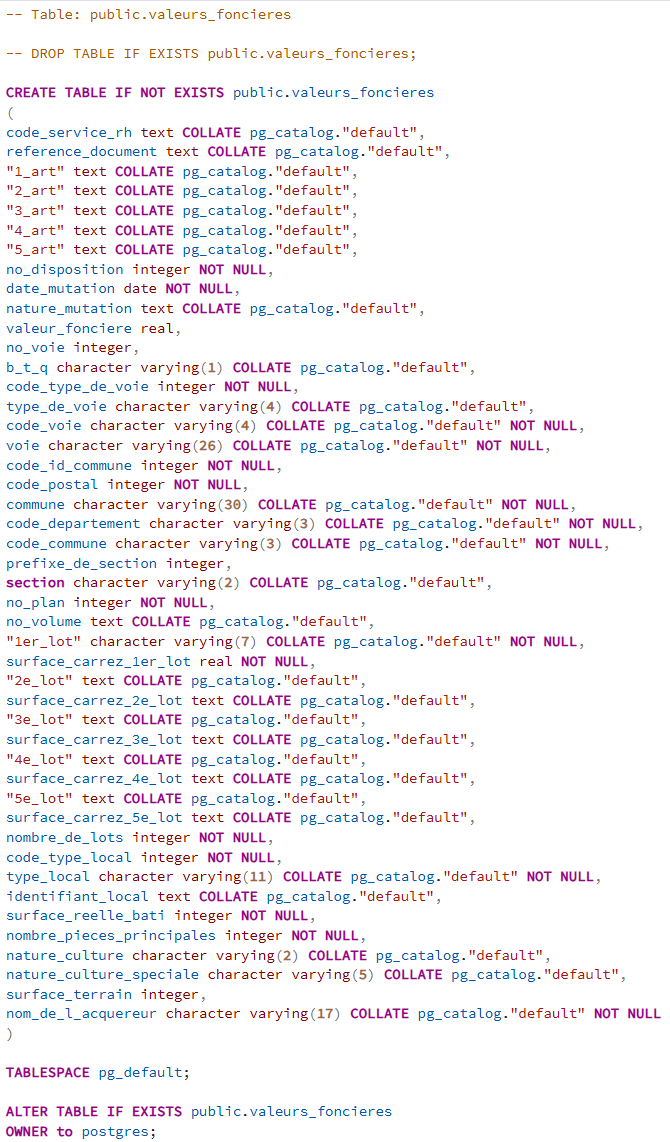 -- Table: public.valeurs_foncieres
-- DROP TABLE IF EXISTS public.valeurs_foncieres;
CREATE TABLE IF NOT EXISTS public.valeurs_foncieres
(
code_service_rh text COLLATE pg_catalog."default",
reference_document text COLLATE pg_catalog."default",
"1_art" text COLLATE pg_catalog."default",
"2_art" text COLLATE pg_catalog."default",
"3_art" text COLLATE pg_catalog."default",
"4_art" text COLLATE pg_catalog."default",
"5_art" text COLLATE pg_catalog."default",
no_disposition integer NOT NULL,
date_mutation date NOT NULL,
nature_mutation text COLLATE pg_catalog."default",
valeur_fonciere real,
no_voie integer,
b_t_q character varying(1) COLLATE pg_catalog."default",
code_type_de_voie integer NOT NULL,
type_de_voie character varying(4) COLLATE pg_catalog."default",
code_voie character varying(4) COLLATE pg_catalog."default" NOT NULL,
voie character varying(26) COLLATE pg_catalog."default" NOT NULL,
code_id_commune integer NOT NULL,
code_postal integer NOT NULL,
commune character varying(30) COLLATE pg_catalog."default" NOT NULL,
code_departement character varying(3) COLLATE pg_catalog."default" NOT NULL,
code_commune character varying(3) COLLATE pg_catalog."default" NOT NULL,
prefixe_de_section integer,
section character varying(2) COLLATE pg_catalog."default",
no_plan integer NOT NULL,
no_volume text COLLATE pg_catalog."default",
"1er_lot" character varying(7) COLLATE pg_catalog."default" NOT NULL,
surface_carrez_1er_lot real NOT NULL,
"2e_lot" text COLLATE pg_catalog."default",
surface_carrez_2e_lot text COLLATE pg_catalog."default",
"3e_lot" text COLLATE pg_catalog."default",
surface_carrez_3e_lot text COLLATE pg_catalog."default",
"4e_lot" text COLLATE pg_catalog."default",
surface_carrez_4e_lot text COLLATE pg_catalog."default",
"5e_lot" text COLLATE pg_catalog."default",
surface_carrez_5e_lot text COLLATE pg_catalog."default",
nombre_de_lots integer NOT NULL,
code_type_local integer NOT NULL,
type_local character varying(11) COLLATE pg_catalog."default" NOT NULL,
identifiant_local text COLLATE pg_catalog."default",
surface_reelle_bati integer NOT NULL,
nombre_pieces_principales integer NOT NULL,
nature_culture character varying(2) COLLATE pg_catalog."default",
nature_culture_speciale character varying(5) COLLATE pg_catalog."default",
surface_terrain integer,
nom_de_l_acquereur character varying(17) COLLATE pg_catalog."default" NOT NULL
)
TABLESPACE pg_default;
ALTER TABLE IF EXISTS public.valeurs_foncieres
OWNER to postgres;